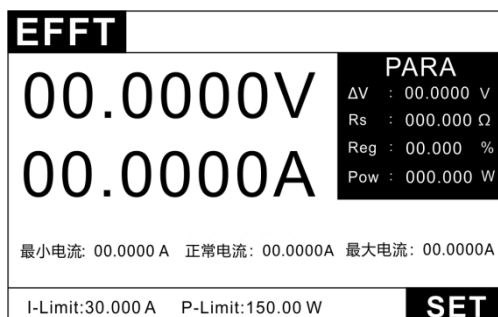 EFFT
00.0000V
00.0000A
PARA
ΔV : 00.0000 V
Rs : 000.000 Ω
Reg : 00.000 %
Pow : 000.000 W
最小电流: 00.0000 A 正常电流: 00.0000A 最大电流: 00.0000A
I-Limit:30.000 A P-Limit:150.00 W SET